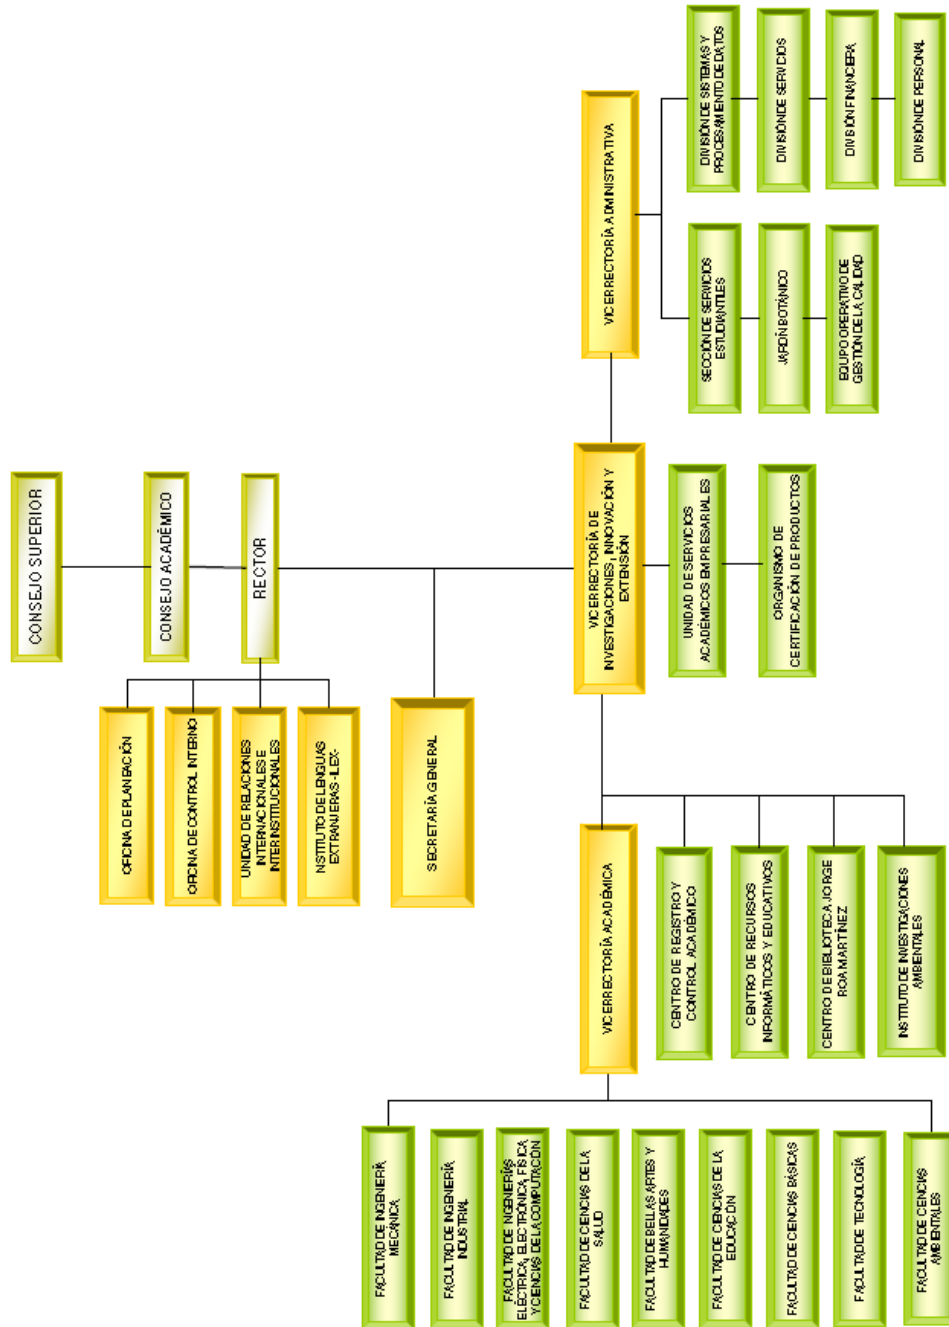 CONSEJO SUPERIOR
CONSEJO ACADÉMICO
RECTOR
OFICINA DE PLANEACIÓN
OFICINA DE CONTROL INTERNO
UNIDAD DE RELACIONES
INTERNACIONALES E
INTERINSTITUCIONALES
NSTITUTO DE LENGUAS
EXTRANJERAS -ILEX-
SECRETARÍA GENERAL
VICERRECTORÍA ACADÉMICA
VICERRECTORÍA DE
INVESTIGACIONES, INNOVACIÓN Y
EXTENSIÓN
VICERRECTORÍA ADMINISTRATIVA
FACULTAD DE INGENIERÍA
MECÁNICA
FACULTAD DE INGENIERÍA
INDUSTRIAL
FACULTAD DE INGENIERÍAS
ELÉCTRICA, ELECTRÓNICA, FÍSICA
Y CIENCIAS DE LA COMPUTACIÓN
FACULTAD DE CIENCIAS DE LA
SALUD
FACULTAD DE BELLAS ARTES Y
HUMANIDADES
FACULTAD DE CIENCIAS DE LA
EDUCACIÓN
FACULTAD DE CIENCIAS BÁSICAS
FACULTAD DE TECNOLOGÍA
FACULTAD DE CIENCIAS
AMBIENTALES
CENTRO DE REGISTRO Y
CONTROL ACADÉMICO
CENTRO DE RECURSOS
INFORMÁTICOS Y EDUCATIVOS
CENTRO DE BIBLIOTECA JORGE
ROA MARTÍNEZ
INSTITUTO DE INVESTIGACIONES
AMBIENTALES
UNIDAD DE SERVICIOS
ACADÉMICOS EMPRESARIALES
ORGANISMO DE
CERTIFICACIÓN DE PRODUCTOS
SECCIÓN DE SERVICIOS
ESTUDIANTILES
JARDÍN BOTÁNICO
EQUIPO OPERATIVO DE
GESTIÓN DE LA CALIDAD
DIVISIÓN DE SISTEMAS Y
PROCESAMIENTO DE DATOS
DIVISIÓN DE SERVICIOS
DIVISIÓN FINANCIERA
DIVISIÓN DE PERSONAL